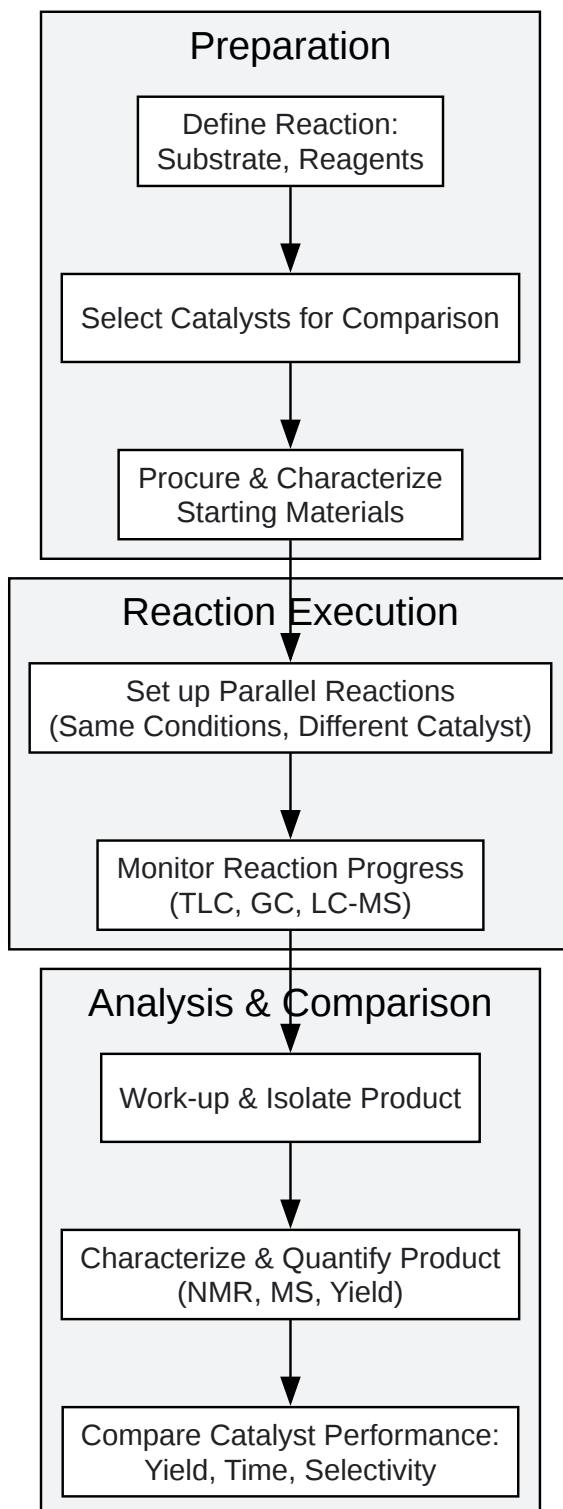 Preparation
Define Reaction:
Substrate, Reagents
Select Catalysts for Comparison
Procure & Characterize
Starting Materials
Reaction Execution
Set up Parallel Reactions
(Same Conditions, Different Catalyst)
Monitor Reaction Progress
(TLC, GC, LC-MS)
Analysis & Comparison
Work-up & Isolate Product
Characterize & Quantify Product
(NMR, MS, Yield)
Compare Catalyst Performance:
Yield, Time, Selectivity